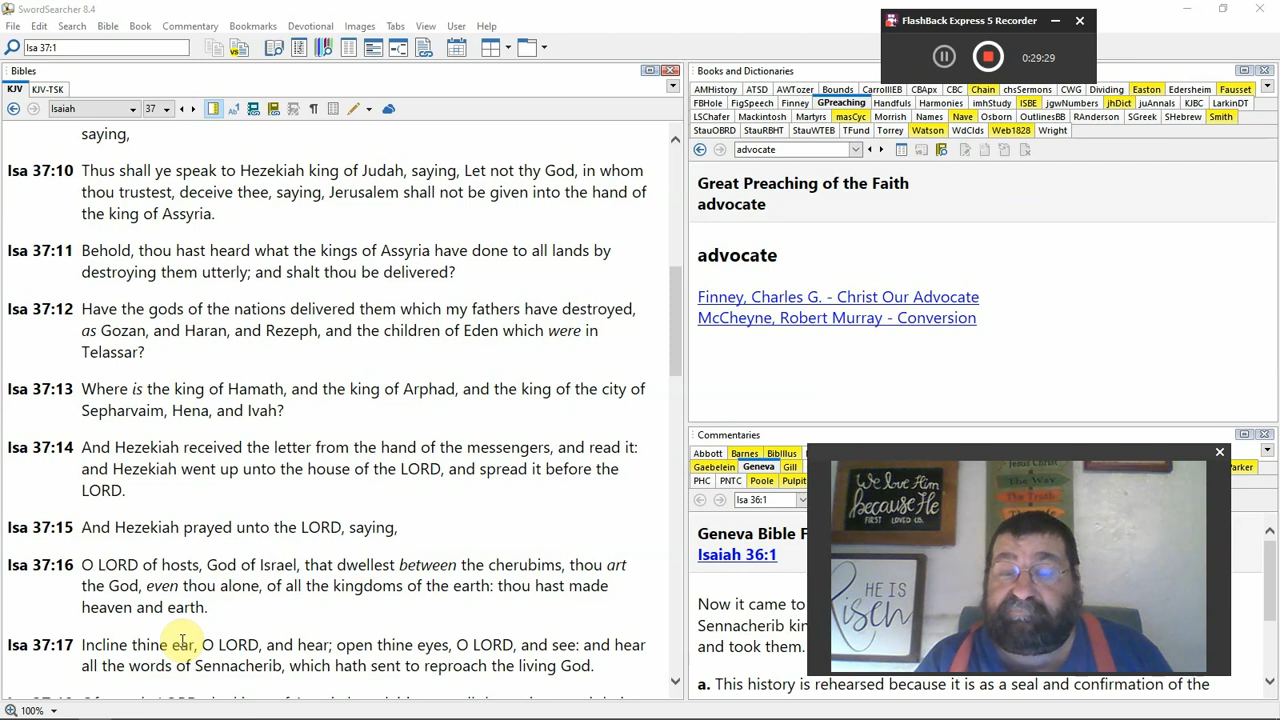 SwordSearcher 8.4
File Edit Search Bible Book Commentary Bookmarks Devotional Images Tabs View User Help
Isa 37:1
VS
Bibles
KJV KJV-TSK
Isaiah 37
saying,
Isa 37:10 Thus shall ye speak to Hezekiah king of Judah, saying, Let not thy God, in whom
thou trustest, deceive thee, saying, Jerusalem shall not be given into the hand of
the king of Assyria.
Isa 37:11 Behold, thou hast heard what the kings of Assyria have done to all lands by
destroying them utterly; and shalt thou be delivered?
Isa 37:12 Have the gods of the nations delivered them which my fathers have destroyed,
as Gozan, and Haran, and Rezeph, and the children of Eden which were in
Telassar?
Isa 37:13 Where is the king of Hamath, and the king of Arphad, and the king of the city of
Sepharvaim, Hena, and Ivah?
Isa 37:14 And Hezekiah received the letter from the hand of the messengers, and read it:
and Hezekiah went up unto the house of the LORD, and spread it before the
LORD.
Isa 37:15 And Hezekiah prayed unto the LORD, saying,
Isa 37:16 O LORD of hosts, God of Israel, that dwellest between the cherubims, thou art
the God, even thou alone, of all the kingdoms of the earth: thou hast made
heaven and earth.
Isa 37:17 Incline thine ear, O LORD, and hear; open thine eyes, O LORD, and see: and hear
all the words of Sennacherib, which hath sent to reproach the living God.
100%
FlashBack Express 5 Recorder
0:29:29
Books and Dictionaries
AMHistory ATSD AWTozer Bounds CarrollIEB CBApx CBC Chain chsSermons CWG Dividing Easton Edersheim Fausset
FBHole FigSpeech Finney GPreaching Handfuls Harmonies imhStudy ISBE jgwNumbers jhDict juAnnals KJBC LarkinDT
LSChafer Mackintosh Martyrs masCyc Morrish Names Nave Osborn OutlinesBB RAnderson SGreek SHebrew Smith
StauOBRD StauRBHT StauWTEB TFund Torrey Watson WdClds Web1828 Wright
advocate
Great Preaching of the Faith
advocate
advocate
Finney, Charles G. - Christ Our Advocate
McCheyne, Robert Murray - Conversion
Commentaries
Abbott Barnes BibIllus
Gaebelein Geneva Gill
PHC PNTC Poole Pulpit
Parker
Isa 36:1
Geneva Bible F
Isaiah 36:1
Now it came to
Sennacherib kin
and took them.
a. This history is rehearsed because it is as a seal and confirmation of the
We love Him
because He
FIRST LOVED US.
HE IS
Risen
Jesus Christ
The Way
The Truth